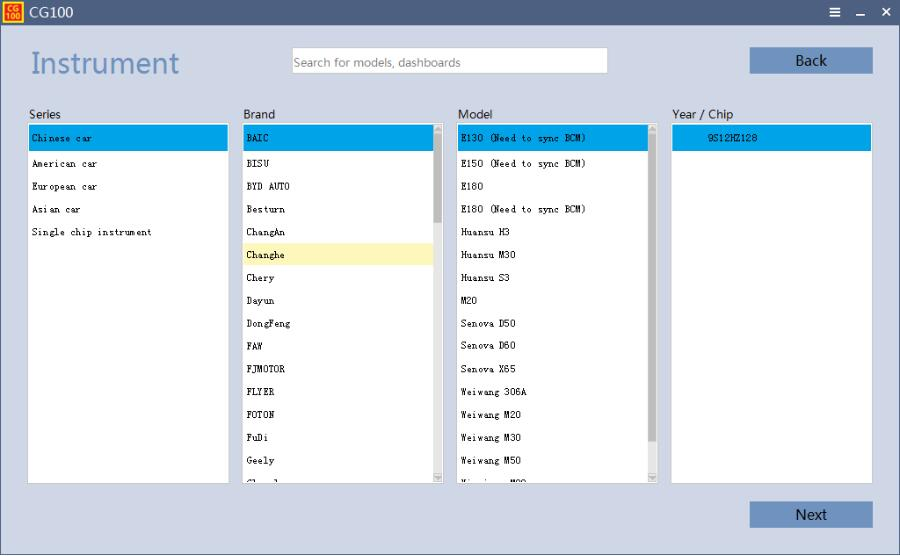 CG
100
CG100
Instrument
Search for models, dashboards
Back
Series
Chinese car
American car
European car
Asian car
Single chip instrument
Brand
BAIC
BISU
BYD AUTO
Besturn
ChangAn
Changhe
Chery
Dayun
DongFeng
FAW
FJMOTOR
FLYER
FOTON
FuDi
Geely
Model
E130 (Need to sync BCM)
E150 (Need to sync BCM)
E180
E180 (Need to sync BCM)
Huansu H3
Huansu M30
Huansu S3
M20
Senova D50
Senova D60
Senova X65
Weiwang 306A
Weiwang M20
Weiwang M30
Weiwang M50
Year / Chip
9S12HZ128
Next